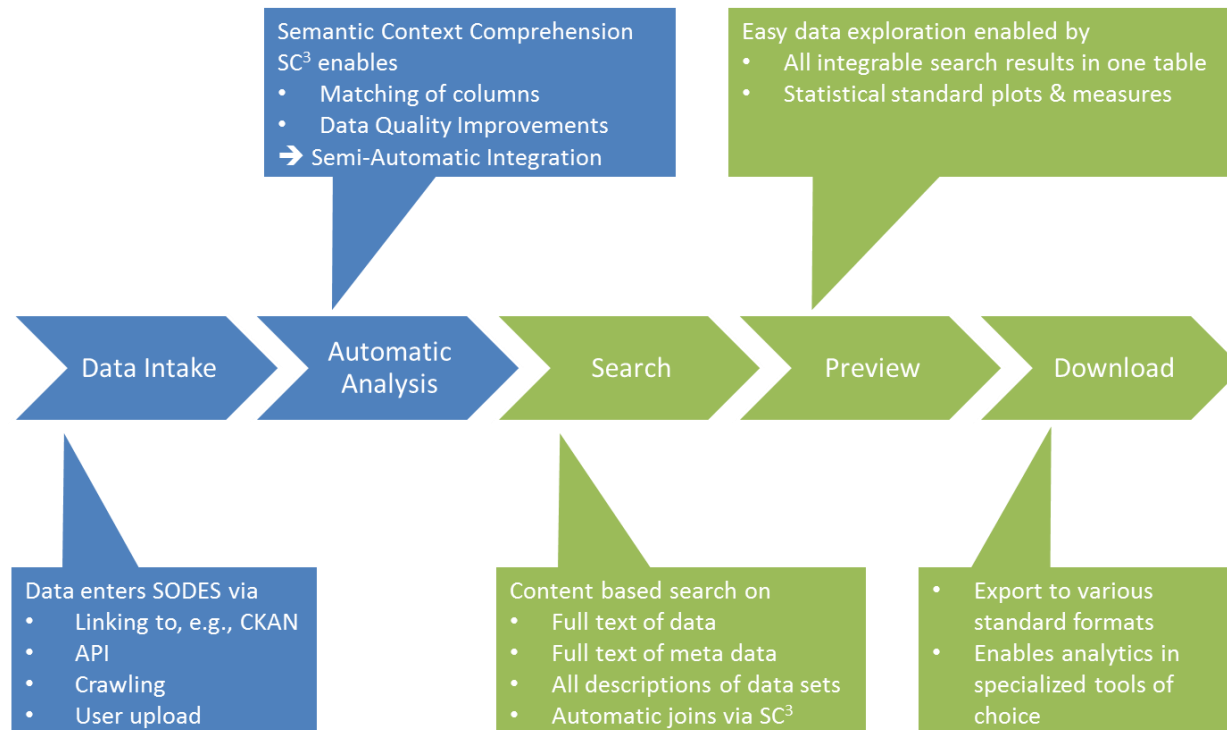 Semantic Context Comprehension
SC³ enables
• Matching of columns
• Data Quality Improvements
➔ Semi-Automatic Integration
Easy data exploration enabled by
• All integrable search results in one table
• Statistical standard plots & measures
Data Intake
Automatic
Analysis
Search
Preview
Download
Data enters SODES via
• Linking to, e.g., CKAN
• API
• Crawling
• User upload
Content based search on
• Full text of data
• Full text of meta data
• All descriptions of data sets
• Automatic joins via SC³
• Export to various
standard formats
• Enables analytics in
specialized tools of
choice